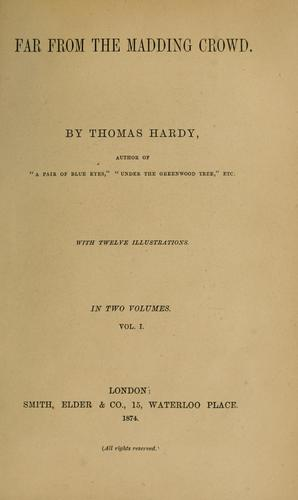 FAR FROM THE MADDING CROWD.
BY THOMAS HARDY,
AUTHOR OF
"A PAIR OF BLUE EYES," "UNDER THE GREENWOOD TREE," ETC.
WITH TWELVE ILLUSTRATIONS.
IN TWO VOLUMES.
VOL. I.
LONDON:
SMITH, ELDER & CO., 15, WATERLOO PLACE.
1874.
(All rights reserved.)